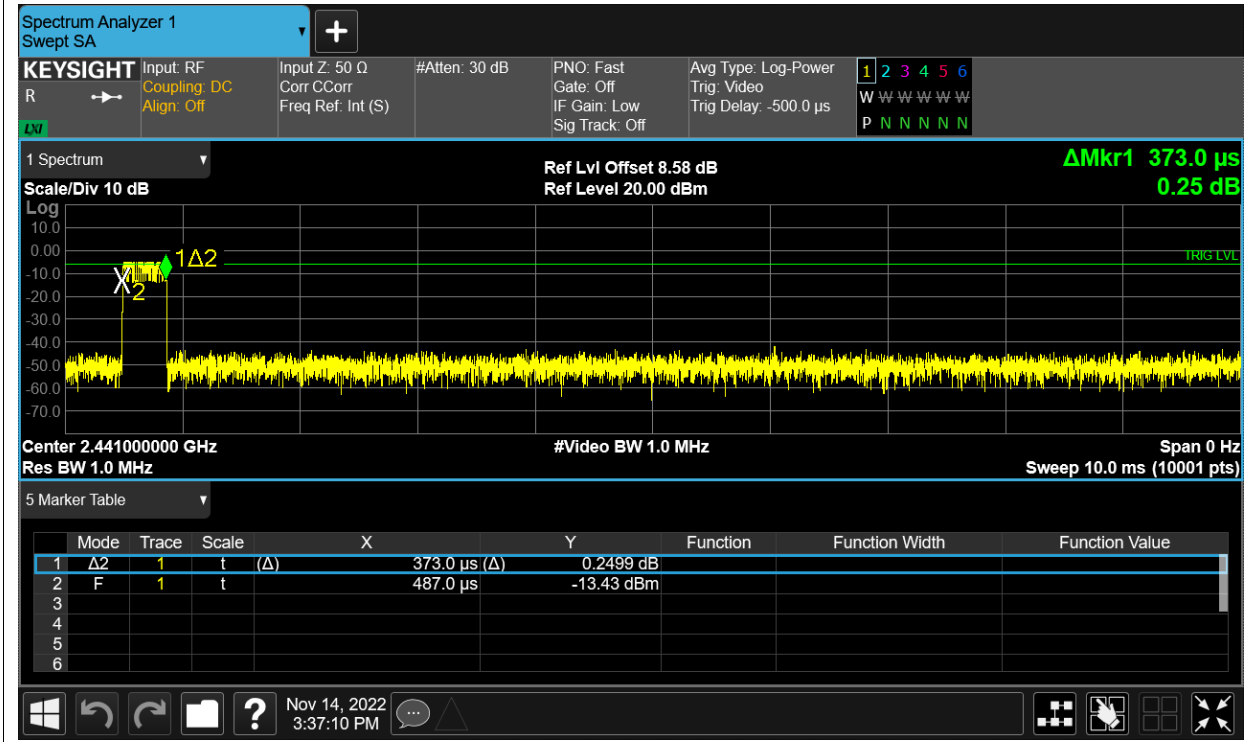 Spectrum Analyzer 1
Swept SA
KEYSIGHT
R
LXI
Input: RF
Coupling: DC
Align: Off
Input Z: 50 Ω
Corr CCorr
Freq Ref: Int (S)
#Atten: 30 dB
PNO: Fast
Gate: Off
IF Gain: Low
Sig Track: Off
Avg Type: Log-Power
Trig: Video
Trig Delay: -500.0 µs
1 2 3 4 5 6
W W W W W W
P N N N N N
1 Spectrum
Scale/Div 10 dB
Ref Lvl Offset 8.58 dB
Ref Level 20.00 dBm
ΔMkr1 373.0 µs
0.25 dB
Log
10.0
0.00
-10.0
-20.0
-30.0
-40.0
-50.0
-60.0
-70.0
1Δ2
X2
TRIG LVL
Center 2.441000000 GHz
Res BW 1.0 MHz
#Video BW 1.0 MHz
Span 0 Hz
Sweep 10.0 ms (10001 pts)
5 Marker Table
Mode Trace Scale X Y Function Function Width Function Value
1 Δ2 1 t (Δ) 373.0 µs (Δ) 0.2499 dB
2 F 1 t 487.0 µs -13.43 dBm
3
4
5
6
?
Nov 14, 2022
3:37:10 PM